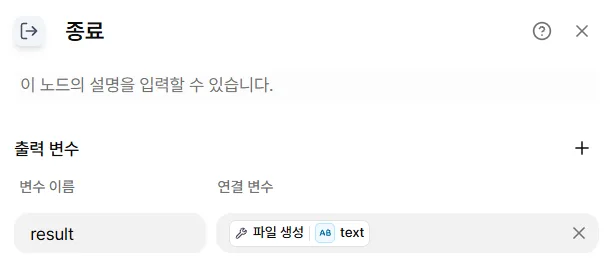 종료
이 노드의 설명을 입력할 수 있습니다.
출력 변수
변수 이름 연결 변수
result 파일 생성 AB text